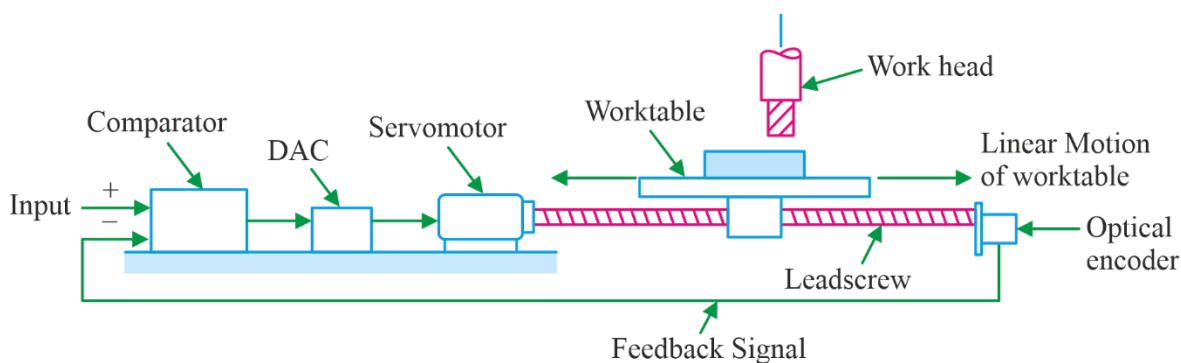 Work head
Comparator
Servomotor
Worktable
DAC
Linear Motion
of worktable
Input
+
−
Optical
encoder
Leadscrew
Feedback Signal